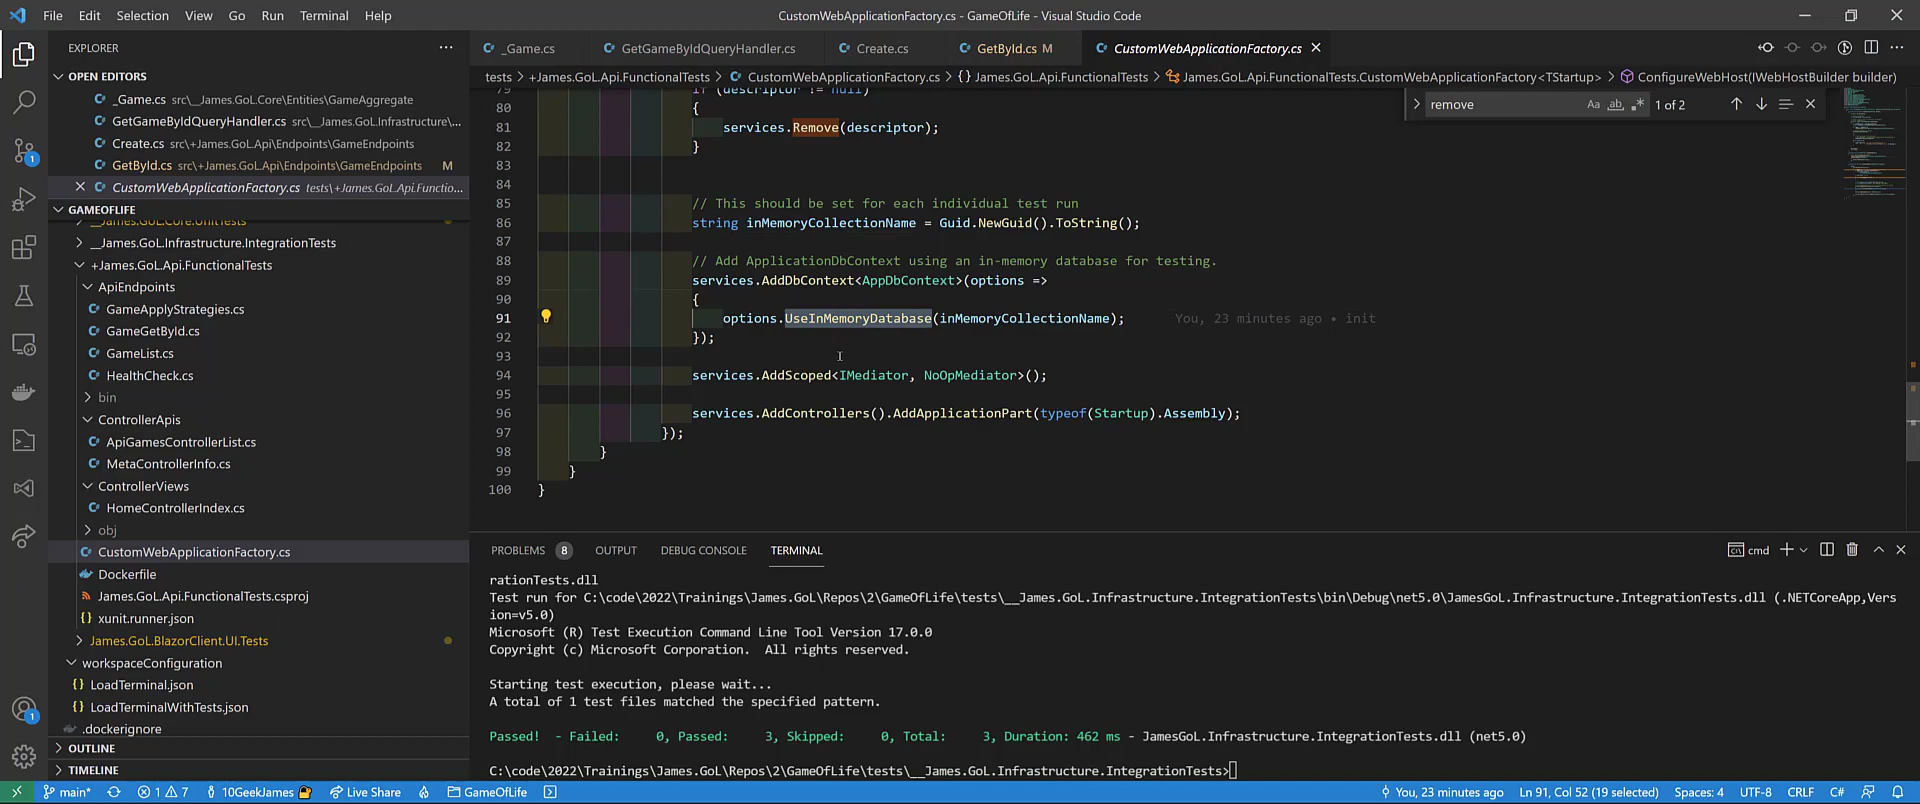 File Edit Selection View Go Run Terminal Help
CustomWebApplicationFactory.cs - GameOfLife - Visual Studio Code
EXPLORER
OPEN EDITORS
_Game.cs src\__James.GoL.Core\Entities\GameAggregate
GetGameByIdQueryHandler.cs src\__James.GoL.Infrastructure\...
Create.cs src\+James.GoL.Api\Endpoints\GameEndpoints
GetById.cs src\+James.GoL.Api\Endpoints\GameEndpoints M
CustomWebApplicationFactory.cs tests\+James.GoL.Api.Functio...
GAMEOFLIFE
__James.GoL.Core.UnitTests
__James.GoL.Infrastructure.IntegrationTests
+James.GoL.Api.FunctionalTests
ApiEndpoints
GameApplyStrategies.cs
GameGetById.cs
GameList.cs
HealthCheck.cs
bin
ControllerApis
ApiGamesControllerList.cs
MetaControllerInfo.cs
ControllerViews
HomeControllerIndex.cs
obj
CustomWebApplicationFactory.cs
Dockerfile
James.GoL.Api.FunctionalTests.csproj
xunit.runner.json
James.GoL.BlazorClient.UI.Tests
workspaceConfiguration
LoadTerminal.json
LoadTerminalWithTests.json
.dockerignore
OUTLINE
TIMELINE
1
1
_Game.cs GetGameByIdQueryHandler.cs Create.cs GetById.cs M CustomWebApplicationFactory.cs
tests > +James.GoL.Api.FunctionalTests > CustomWebApplicationFactory.cs > {} James.GoL.Api.FunctionalTests > James.GoL.Api.FunctionalTests.CustomWebApplicationFactory<TStartup> > ConfigureWebHost(IWebHostBuilder builder)
remove Aa ab .* 1 of 2
79 if (descriptor != null)
80 {
81 services.Remove(descriptor);
82 }
83
84
85 // This should be set for each individual test run
86 string inMemoryCollectionName = Guid.NewGuid().ToString();
87
88 // Add ApplicationDbContext using an in-memory database for testing.
89 services.AddDbContext<AppDbContext>(options =>
90 {
91 options.UseInMemoryDatabase(inMemoryCollectionName); You, 23 minutes ago • init
92 });
93
94 services.AddScoped<IMediator, NoOpMediator>();
95
96 services.AddControllers().AddApplicationPart(typeof(Startup).Assembly);
97 });
98 }
99 }
100 }
PROBLEMS 8 OUTPUT DEBUG CONSOLE TERMINAL cmd
rationTests.dll
Test run for C:\code\2022\Trainings\James.GoL\Repos\2\GameOfLife\tests\__James.GoL.Infrastructure.IntegrationTests\bin\Debug\net5.0\JamesGoL.Infrastructure.IntegrationTests.dll (.NETCoreApp,Vers
ion=v5.0)
Microsoft (R) Test Execution Command Line Tool Version 17.0.0
Copyright (c) Microsoft Corporation. All rights reserved.
Starting test execution, please wait...
A total of 1 test files matched the specified pattern.
Passed! - Failed: 0, Passed: 3, Skipped: 0, Total: 3, Duration: 462 ms - JamesGoL.Infrastructure.IntegrationTests.dll (net5.0)
C:\code\2022\Trainings\James.GoL\Repos\2\GameOfLife\tests\__James.GoL.Infrastructure.IntegrationTests>
main* 1 7 10GeekJames Live Share GameOfLife You, 23 minutes ago Ln 91, Col 52 (19 selected) Spaces: 4 UTF-8 CRLF C#